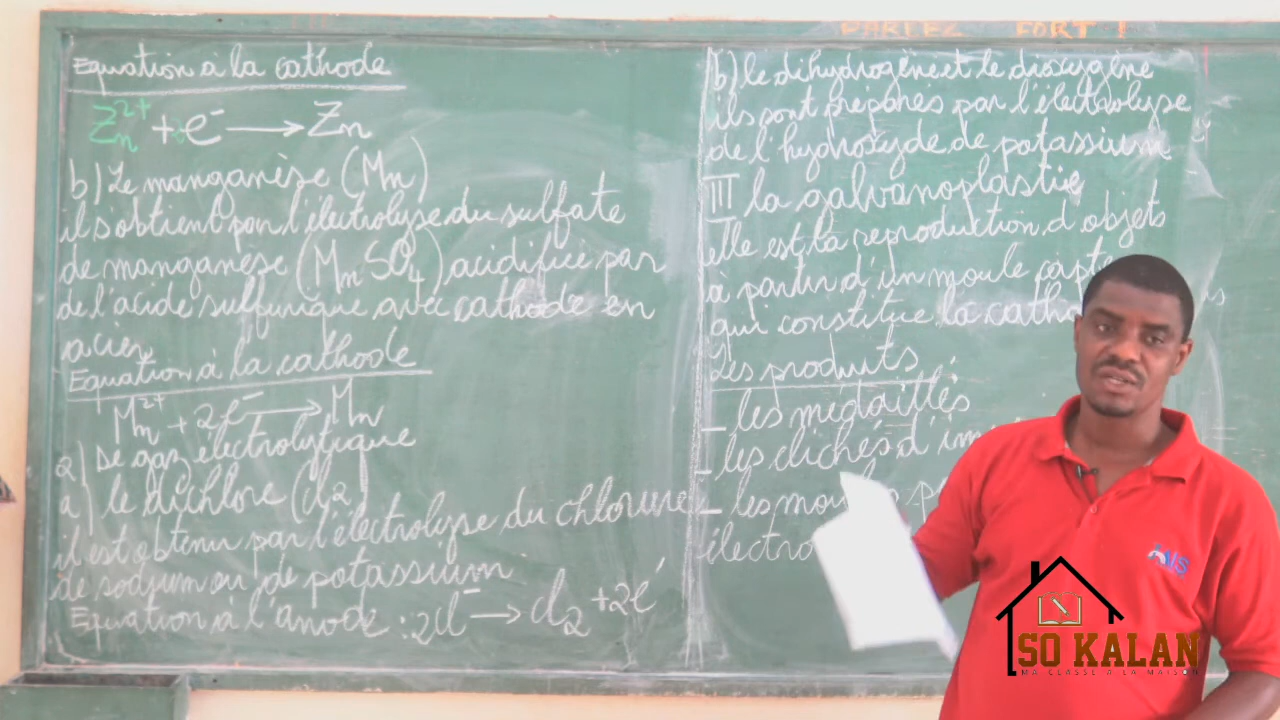 PARLEZ FORT !
Equation à la cathode
Zn²⁺ + e⁻ → Zn
b) Le manganèse (Mn)
ils obtient par l'électrolyse du sulfate
de manganèse (MnSO₄) acidifiée par
de l'acide sulfurique avec cathode en
acier
Equation à la cathode
Mn²⁺ + 2e⁻ → Mn
2) Se gaz électrolytique
a) le dichlore (cl₂)
il est obtenu par l'électrolyse du chlorure
de sodium ou de potassium
Equation à l'anode : 2cl⁻ → cl₂ + 2e⁻
b) le dihydrogène et le dioxygène
ils sont préparés par l'électrolyse
de l'hydroxyde de potassium
III la galvanoplastie
elle est la reproduction d'objets
à partir d'un moule
qui constitue la
Les produits
_ les médailles
_ les clichés
_ les
SMS
SO KALAN
MA CLASSE A LA MAISON